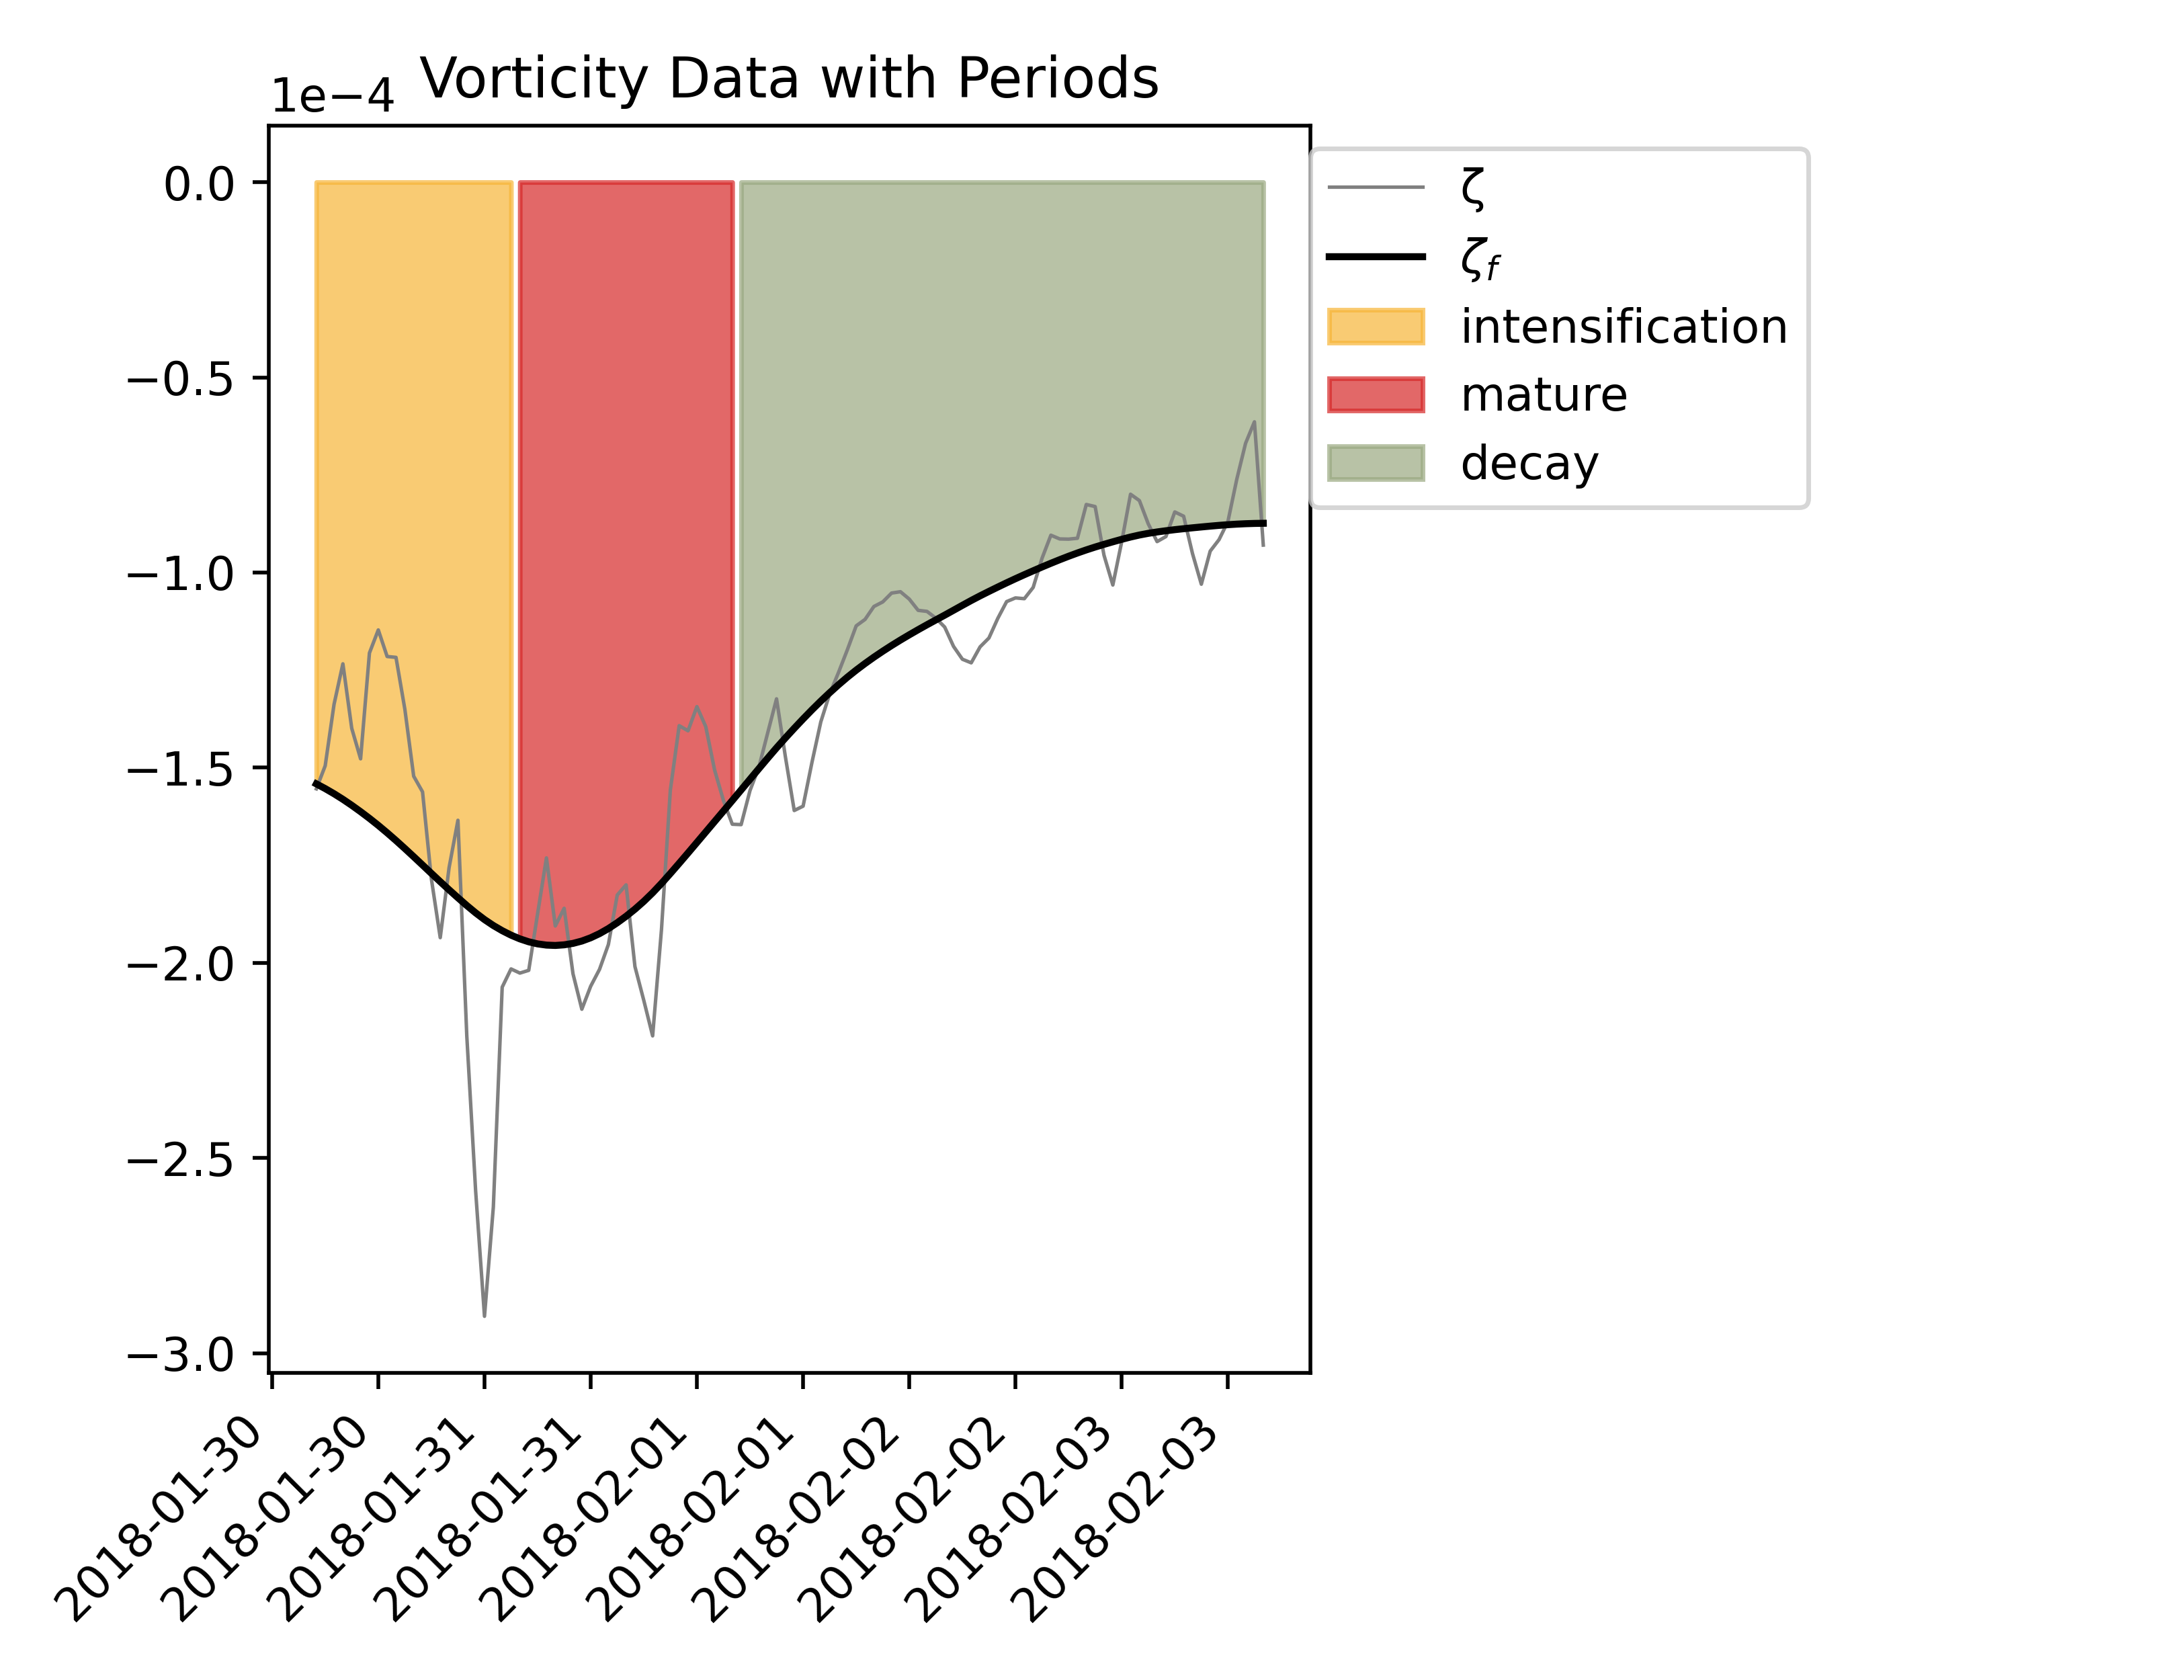 Vorticity Data with Periods
1e−4
0.0
−0.5
−1.0
−1.5
−2.0
−2.5
−3.0
2018-01-30
2018-01-30
2018-01-31
2018-01-31
2018-02-01
2018-02-01
2018-02-02
2018-02-02
2018-02-03
2018-02-03
ζ
ζf
intensification
mature
decay